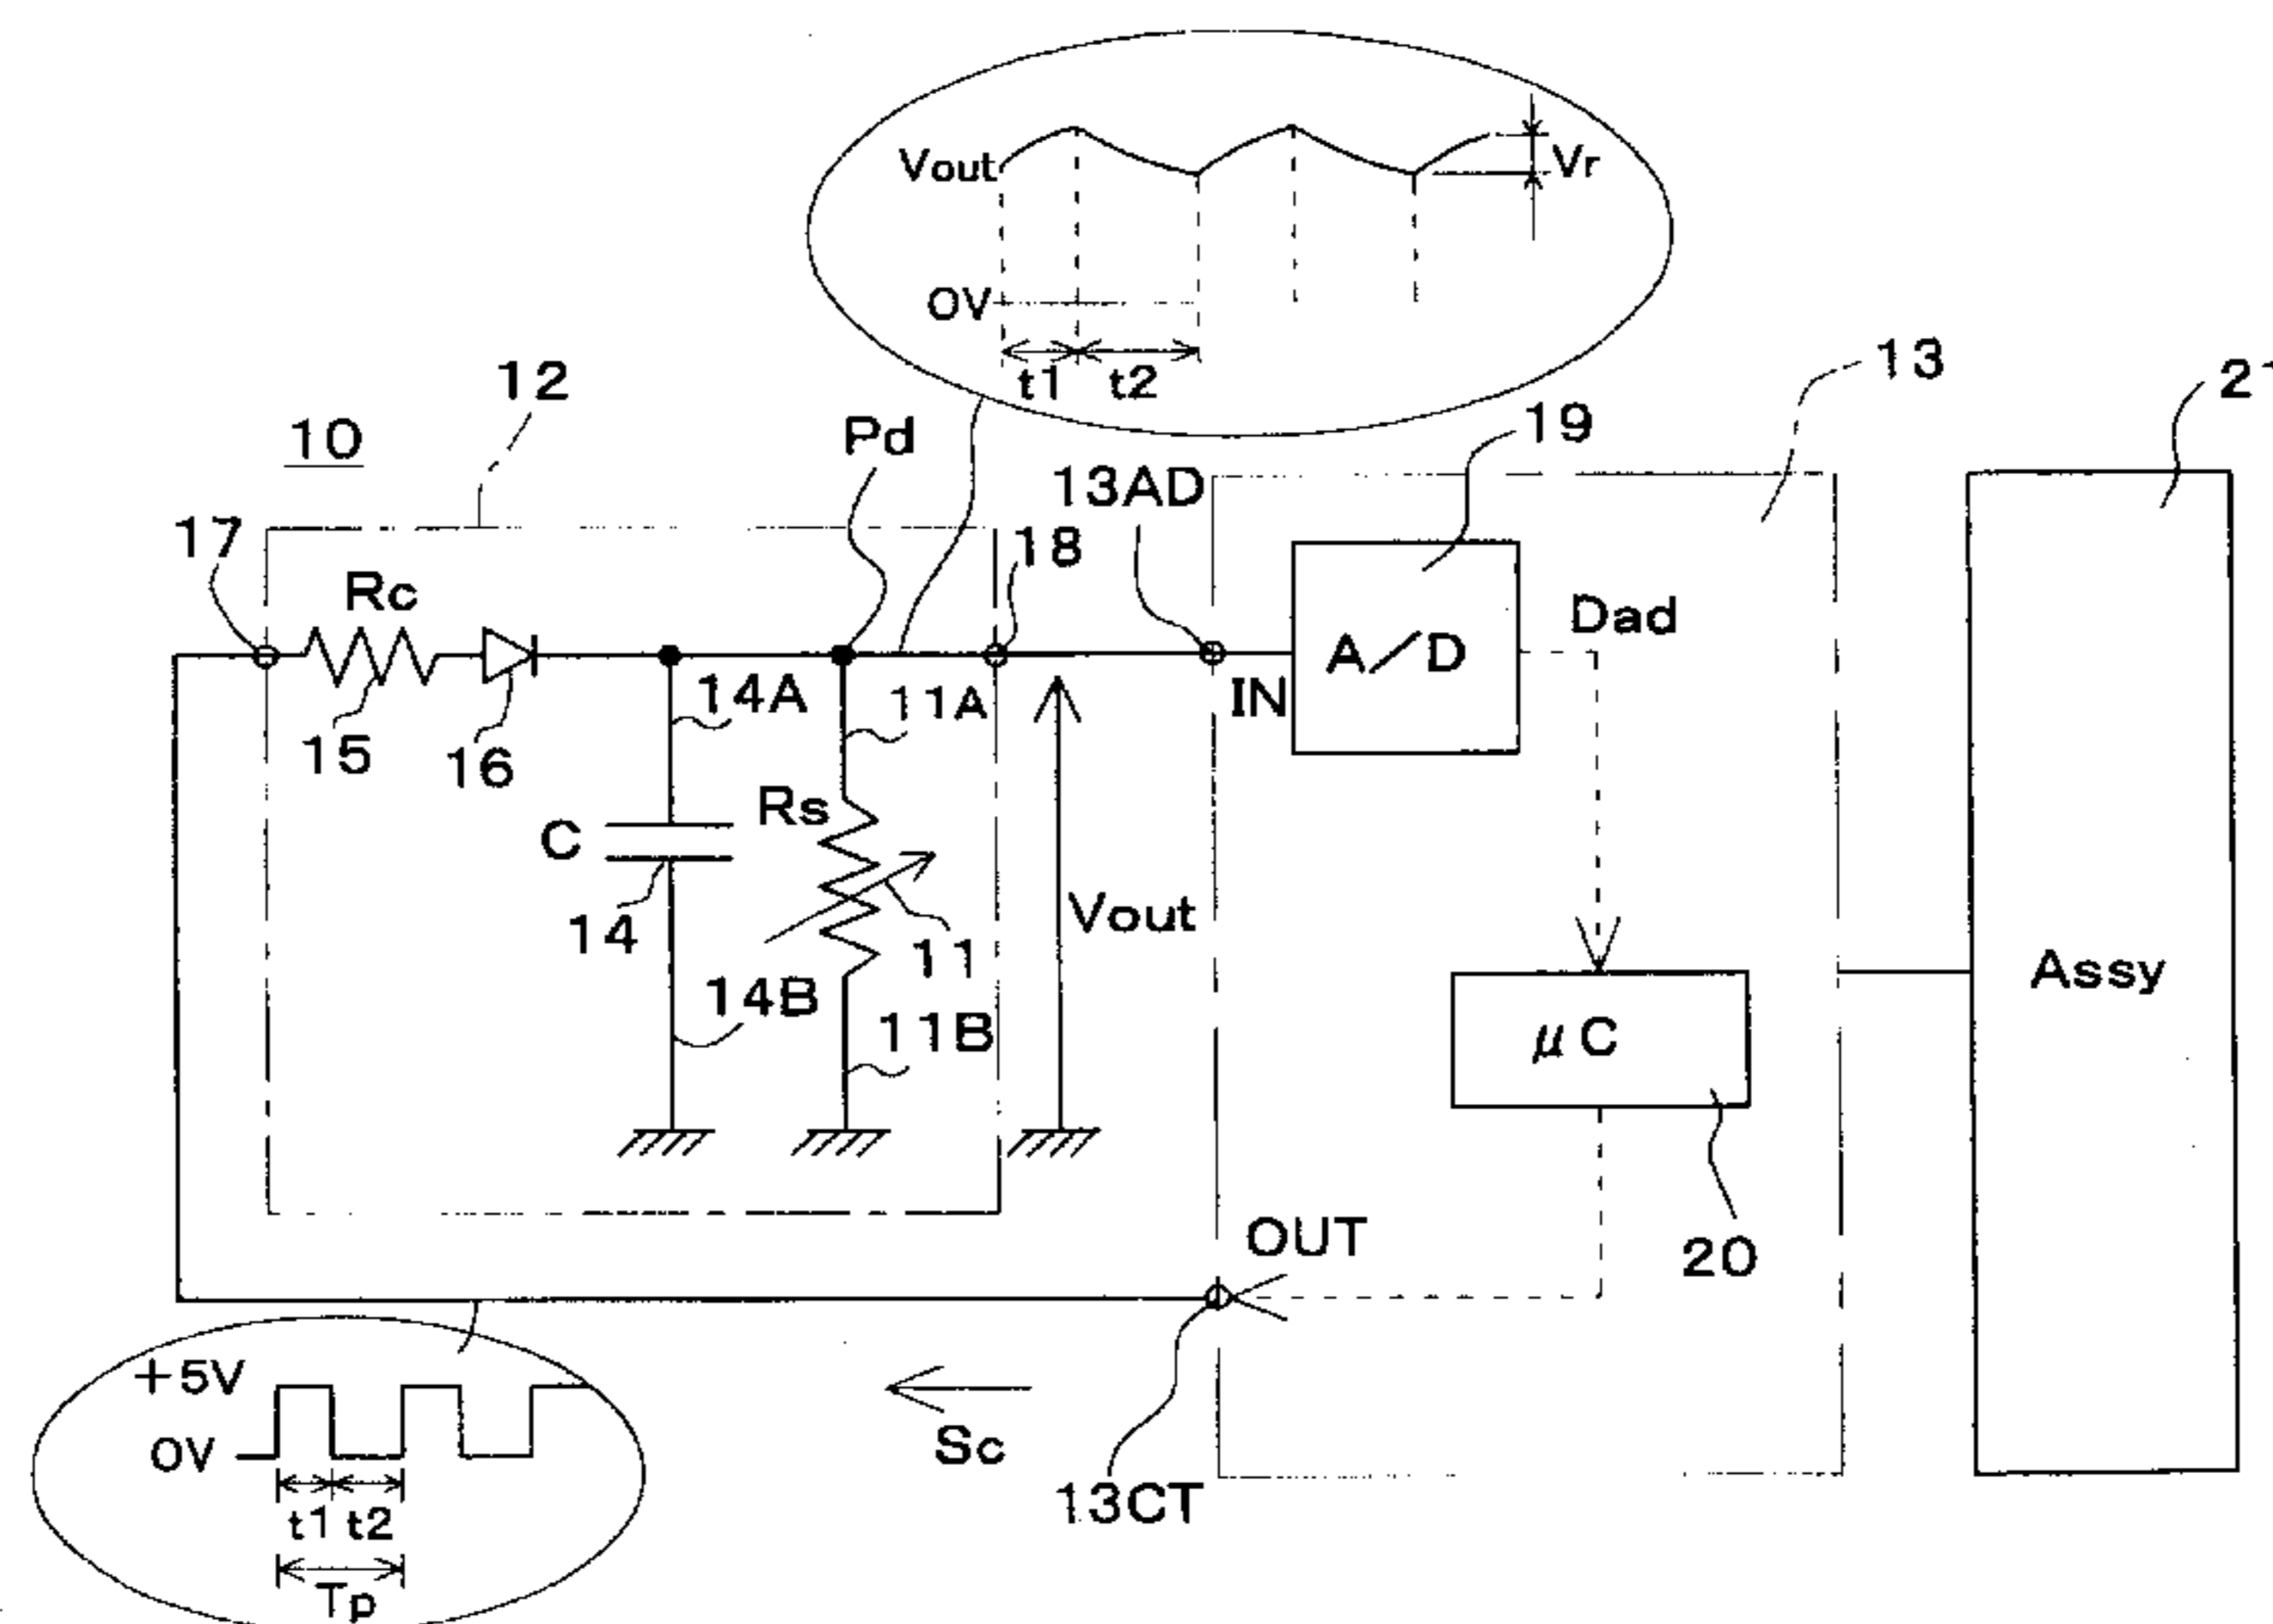 Vout
Vr
0V
t1
t2
12
13
10
Pd
19
13AD
17
18
Rc
A/D
Dad
14A
11A
IN
15
16
Rs
C
14
Vout
11
14B
Assy
11B
μC
OUT
20
+5V
0V
Sc
t1
t2
13CT
Tp